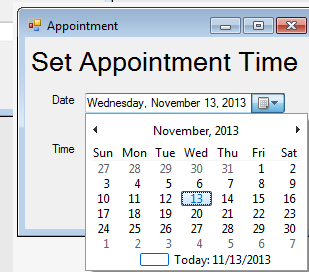 Appointment
Set Appointment Time
Date Wednesday, November 13, 2013
November, 2013
Time
Sun Mon Tue Wed Thu Fri Sat
27 28 29 30 31 1 2
3 4 5 6 7 8 9
10 11 12 13 14 15 16
17 18 19 20 21 22 23
24 25 26 27 28 29 30
1 2 3 4 5 6 7
Today: 11/13/2013